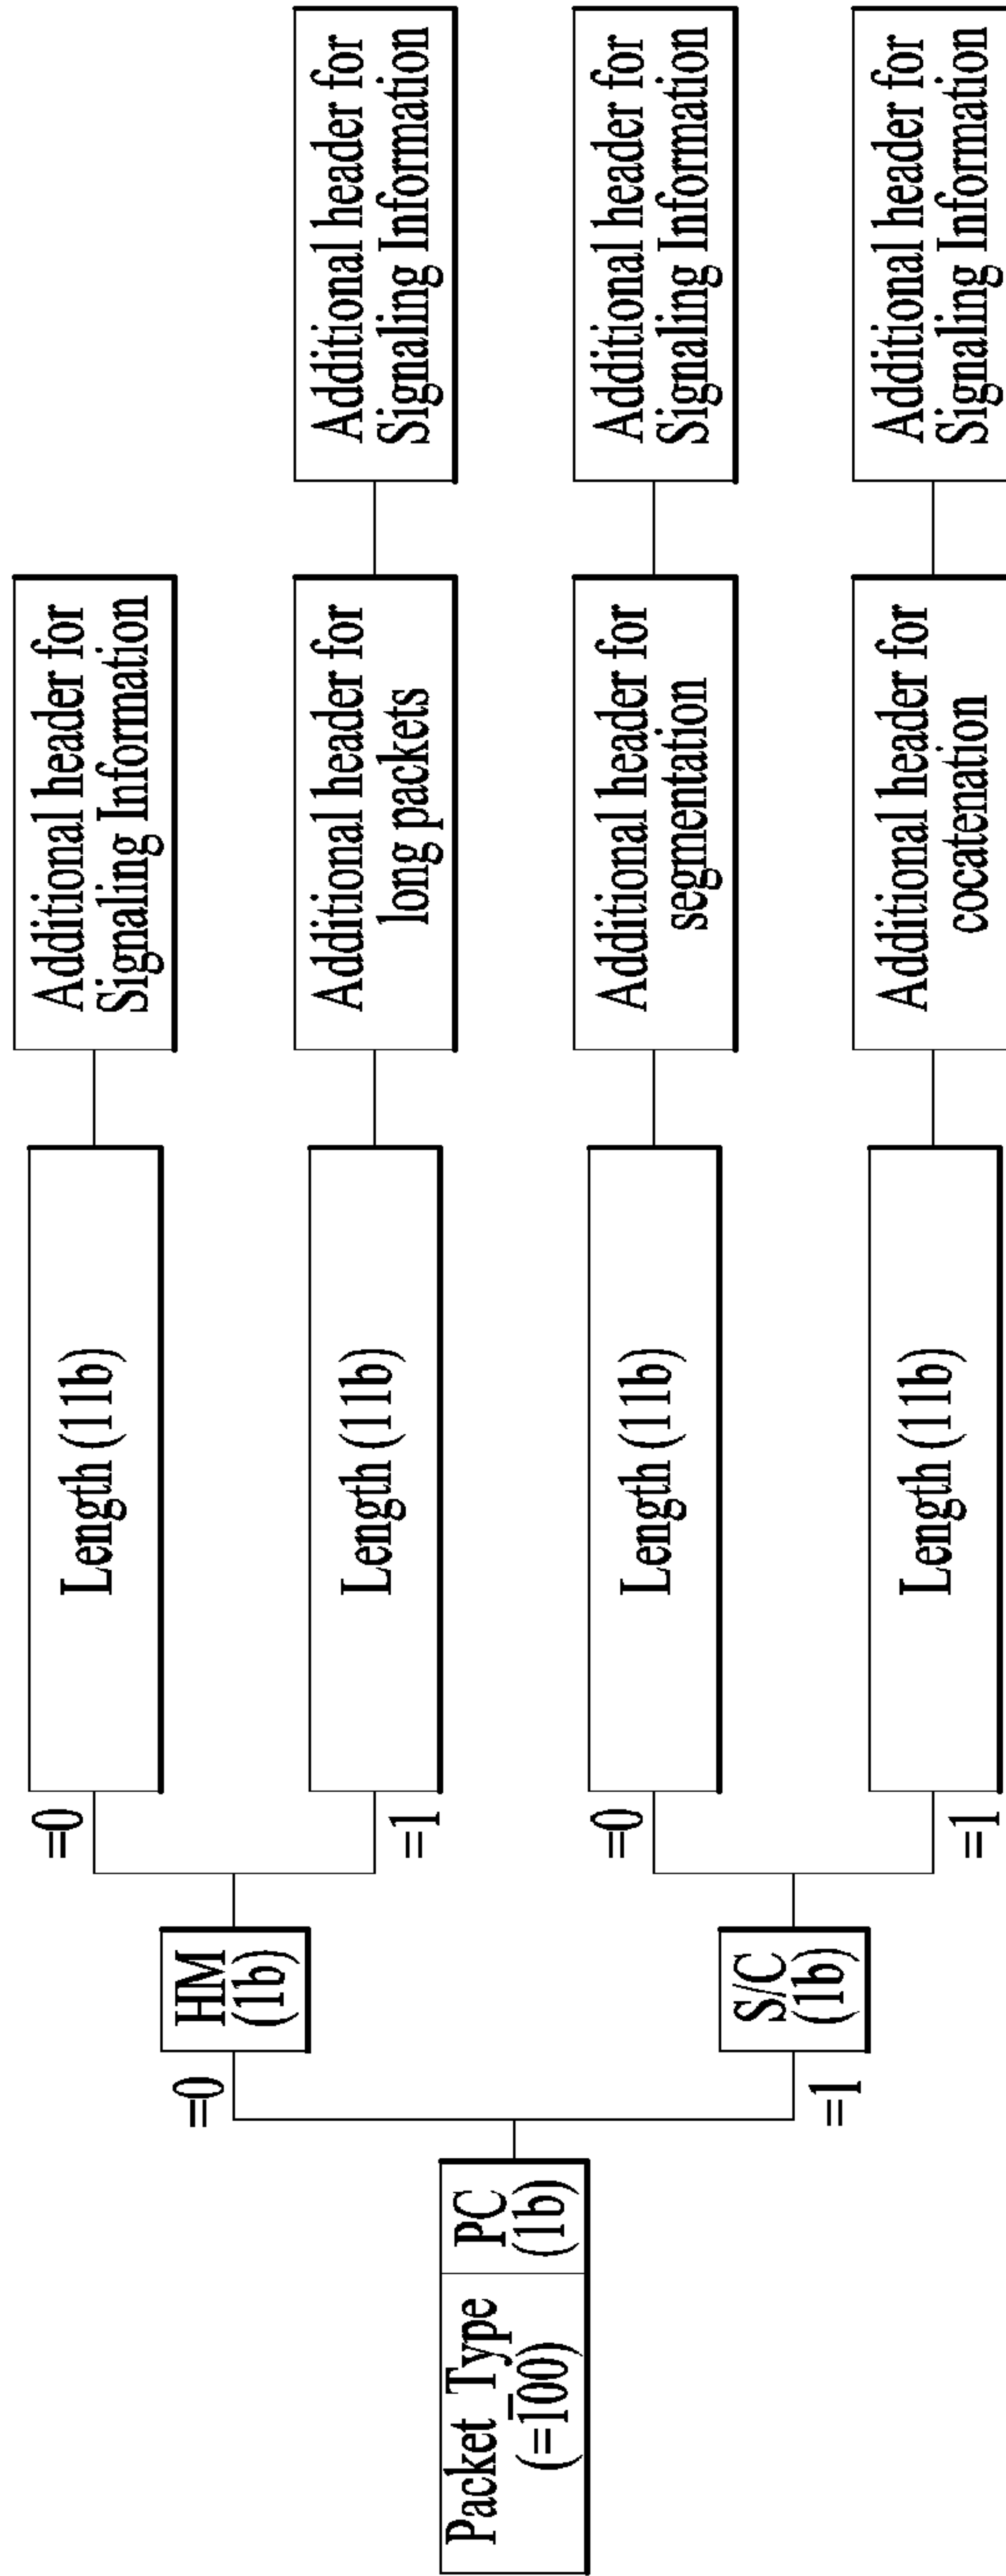 Packet_Type
(=100)
PC
(1b)
=0
HM
(1b)
=0
Length (11b)
Additional header for
Signaling Information
=1
Length (11b)
Additional header for
long packets
Additional header for
Signaling Information
=1
S/C
(1b)
=0
Length (11b)
Additional header for
segmentation
Additional header for
Signaling Information
=1
Length (11b)
Additional header for
cocatenation
Additional header for
Signaling Information